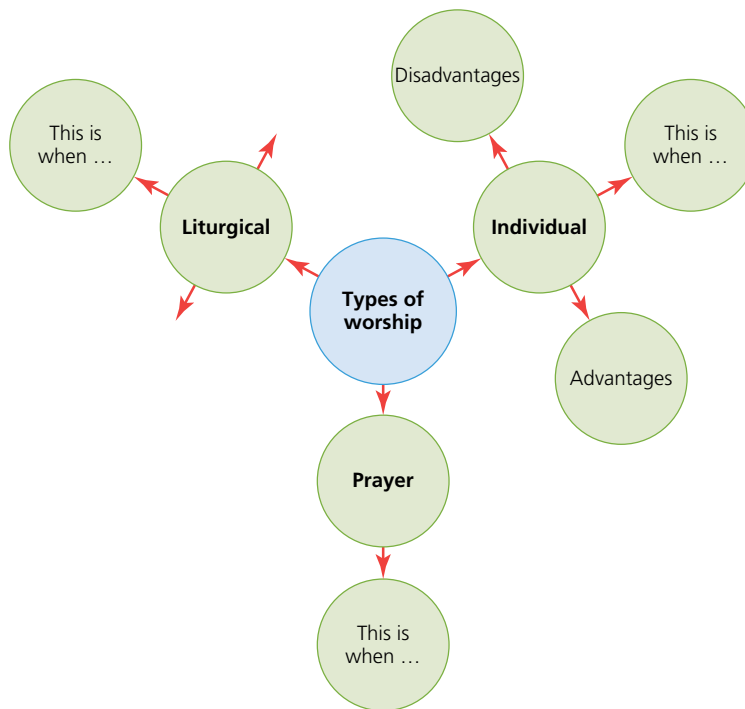 Disadvantages
This is
when …
This is
when …
Liturgical
Individual
Types of
worship
Advantages
Prayer
This is
when …